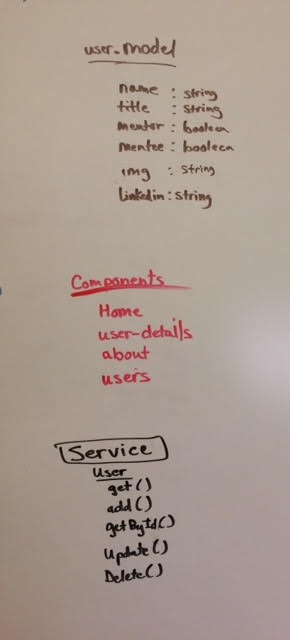 user.model
name : string
title : string
mentor : boolean
mentee : boolean
img : string
linkedin : string
Components
Home
user-details
about
users
Service
User
get()
add()
getById()
Update()
Delete()